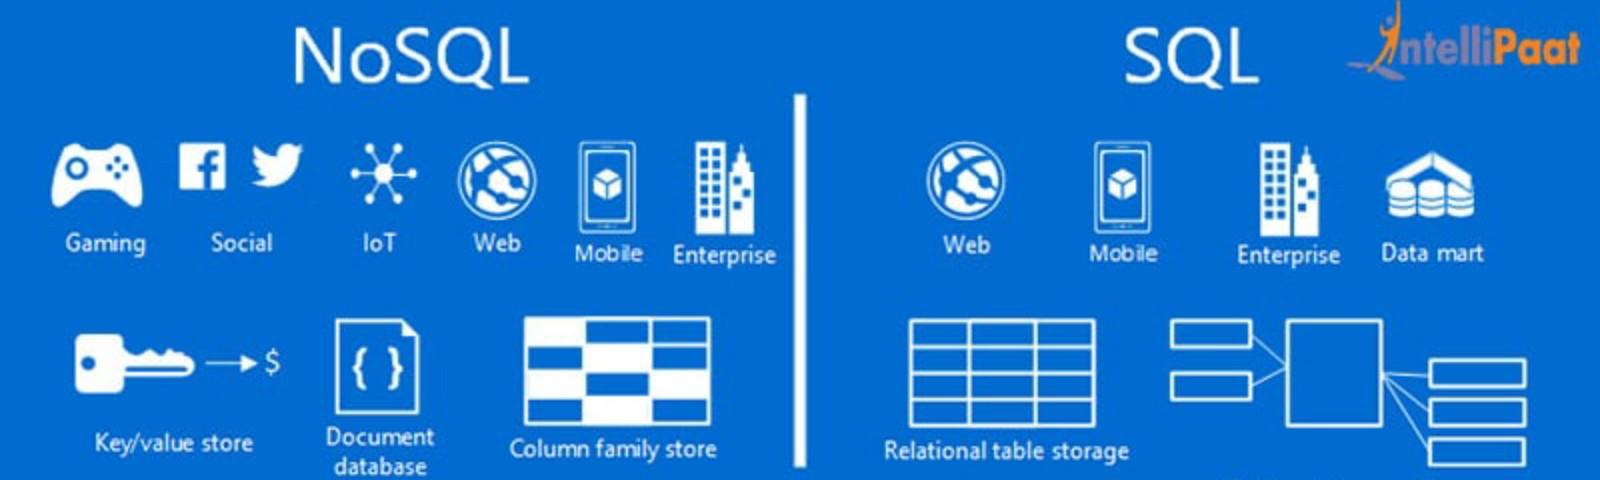 NoSQL
SQL
IntelliPaat
Gaming
Social
IoT
Web
Mobile
Enterprise
Web
Mobile
Enterprise
Data mart
$
{ }
Key/value store
Document
database
Column family store
Relational table storage